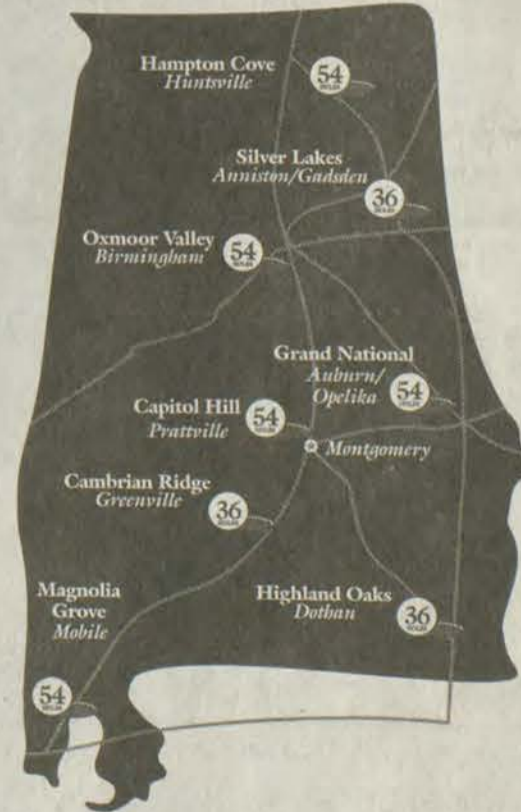 Hampton Cove
Huntsville
54
HOLES
Silver Lakes
Anniston/Gadsden
36
HOLES
Oxmoor Valley
Birmingham
54
HOLES
Grand National
Auburn/
Opelika
54
HOLES
Capitol Hill
Prattville
54
HOLES
Montgomery
Cambrian Ridge
Greenville
36
HOLES
Magnolia
Grove
Mobile
54
HOLES
Highland Oaks
Dothan
36
HOLES